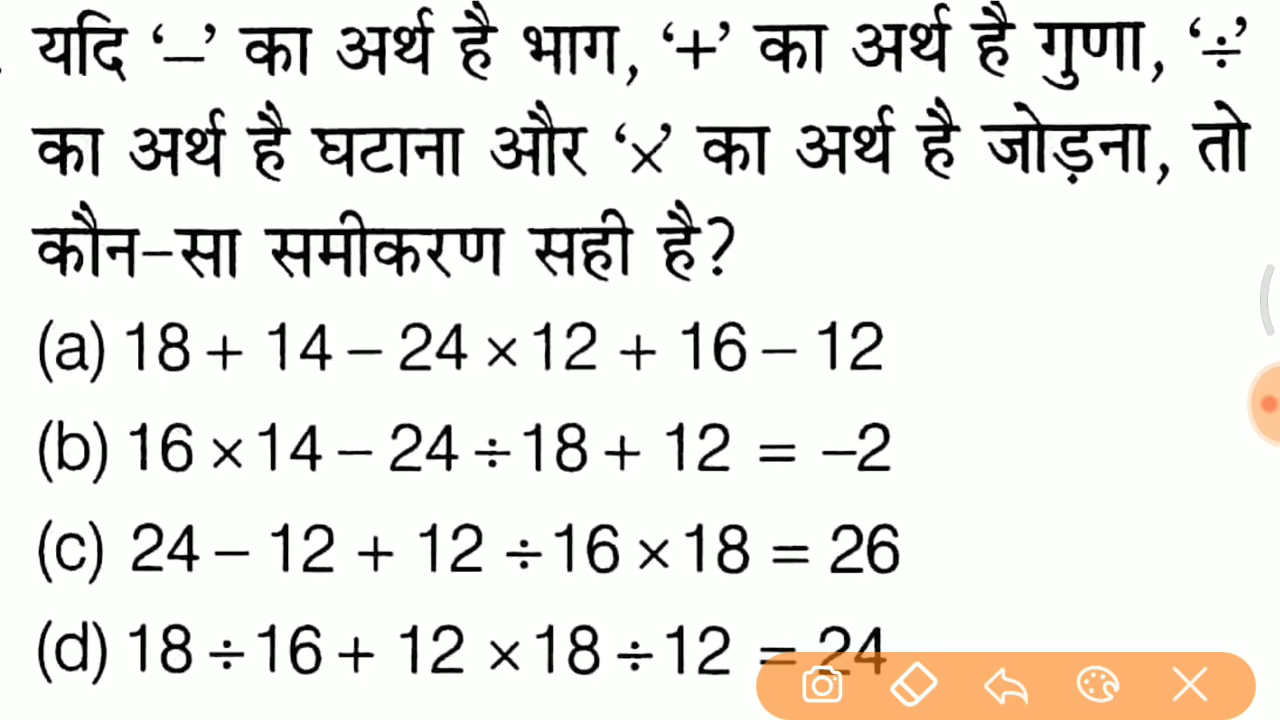 यदि ‘–’ का अर्थ है भाग, ‘+’ का अर्थ है गुणा, ‘÷’
का अर्थ है घटाना और ‘×’ का अर्थ है जोड़ना, तो
कौन-सा समीकरण सही है?
(a) 18 + 14 – 24 × 12 + 16 – 12
(b) 16 × 14 – 24 ÷ 18 + 12 = –2
(c) 24 – 12 + 12 ÷ 16 × 18 = 26
(d) 18 ÷ 16 + 12 × 18 ÷ 12 = 24